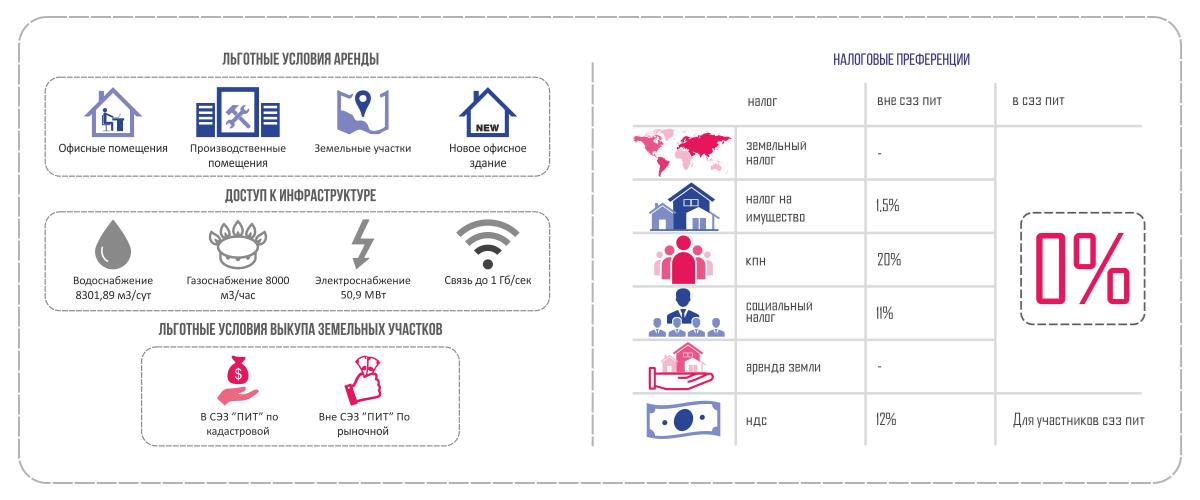 ЛЬГОТНЫЕ УСЛОВИЯ АРЕНДЫ
Офисные помещения
Производственные
помещения
Земельные участки
NEW
Новое офисное
здание
ДОСТУП К ИНФРАСТРУКТУРЕ
Водоснабжение
8301,89 м3/сут
Газоснабжение 8000
м3/час
Электроснабжение
50,9 МВт
Связь до 1 Гб/сек
ЛЬГОТНЫЕ УСЛОВИЯ ВЫКУПА ЗЕМЕЛЬНЫХ УЧАСТКОВ
$
В СЭЗ "ПИТ" по
кадастровой
Вне СЭЗ "ПИТ" По
рыночной
НАЛОГОВЫЕ ПРЕФЕРЕНЦИИ
налог
вне сэз пит
в сэз пит
земельный
налог
-
налог на
имущество
1,5%
кпн
20%
социальный
налог
11%
аренда земли
-
0%
ндс
12%
Для участников сэз пит